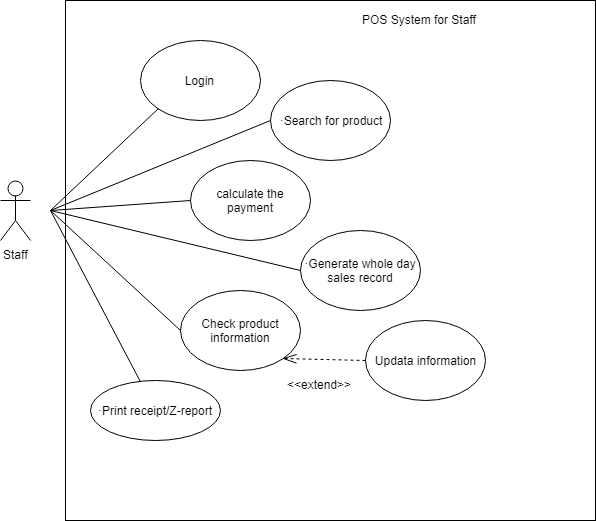 POS System for Staff
Login
·Search for product
calculate the
payment
·Generate whole day
sales record
Staff
Check product
information
Updata information
<<extend>>
·Print receipt/Z-report